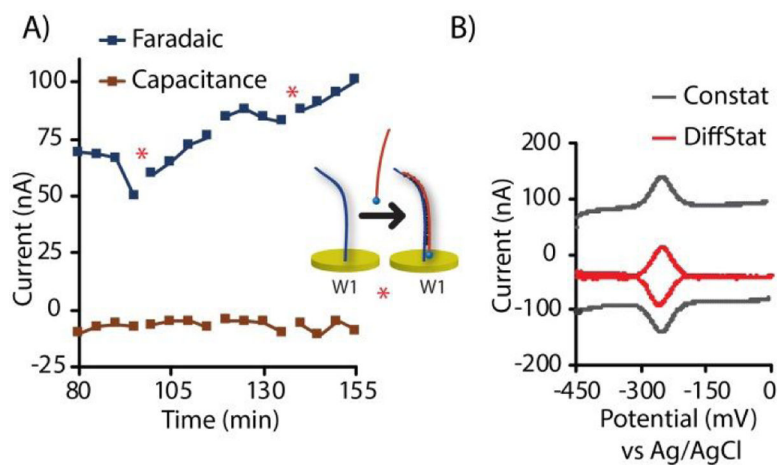 A)
Faradaic
Capacitance
100
75
50
25
0
-25
Current (nA)
*
*
W1
*
W1
80
105
130
155
Time (min)
B)
Constat
DiffStat
200
100
0
-100
-200
Current (nA)
-450
-300
-150
0
Potential (mV)
vs Ag/AgCl